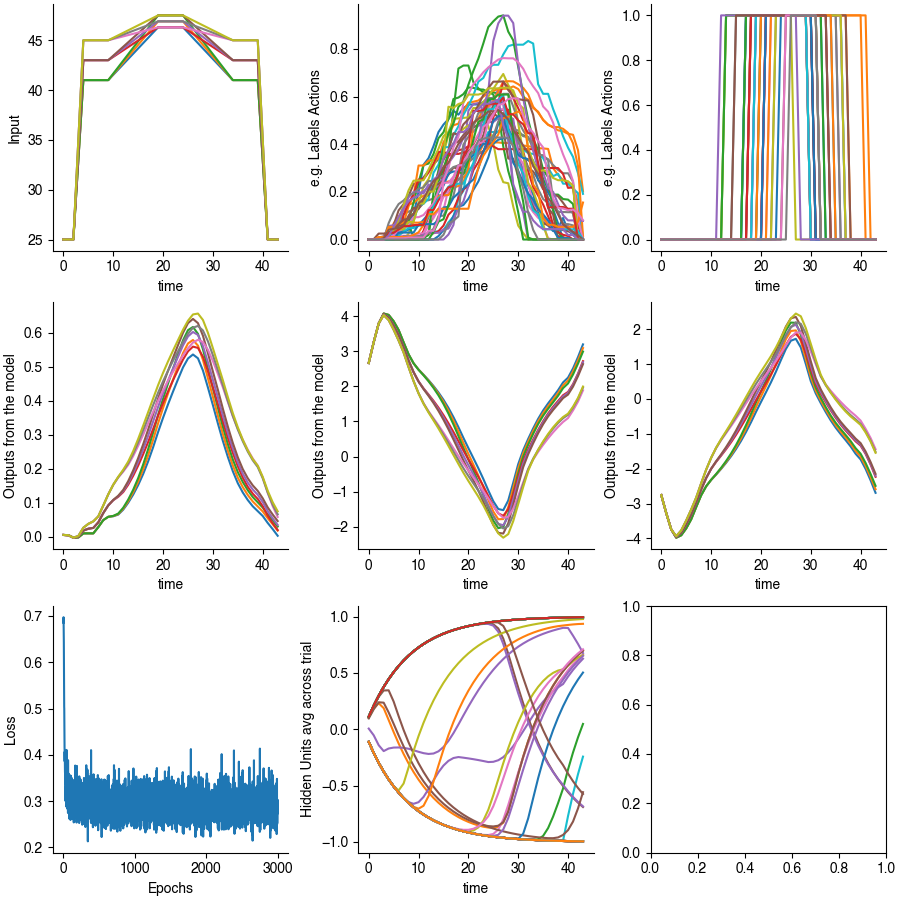 45
40
35
30
25
Input
0 10 20 30 40
time
0.8
0.6
0.4
0.2
0.0
e.g. Labels Actions
0 10 20 30 40
time
1.0
0.8
0.6
0.4
0.2
0.0
e.g. Labels Actions
0 10 20 30 40
time
0.6
0.5
0.4
0.3
0.2
0.1
0.0
Outputs from the model
0 10 20 30 40
time
4
3
2
1
0
−1
−2
Outputs from the model
0 10 20 30 40
time
2
1
0
−1
−2
−3
−4
Outputs from the model
0 10 20 30 40
time
0.7
0.6
0.5
0.4
0.3
0.2
Loss
0 1000 2000 3000
Epochs
1.0
0.5
0.0
−0.5
−1.0
Hidden Units avg across trial
0 10 20 30 40
time
1.0
0.8
0.6
0.4
0.2
0.0
0.0 0.2 0.4 0.6 0.8 1.0